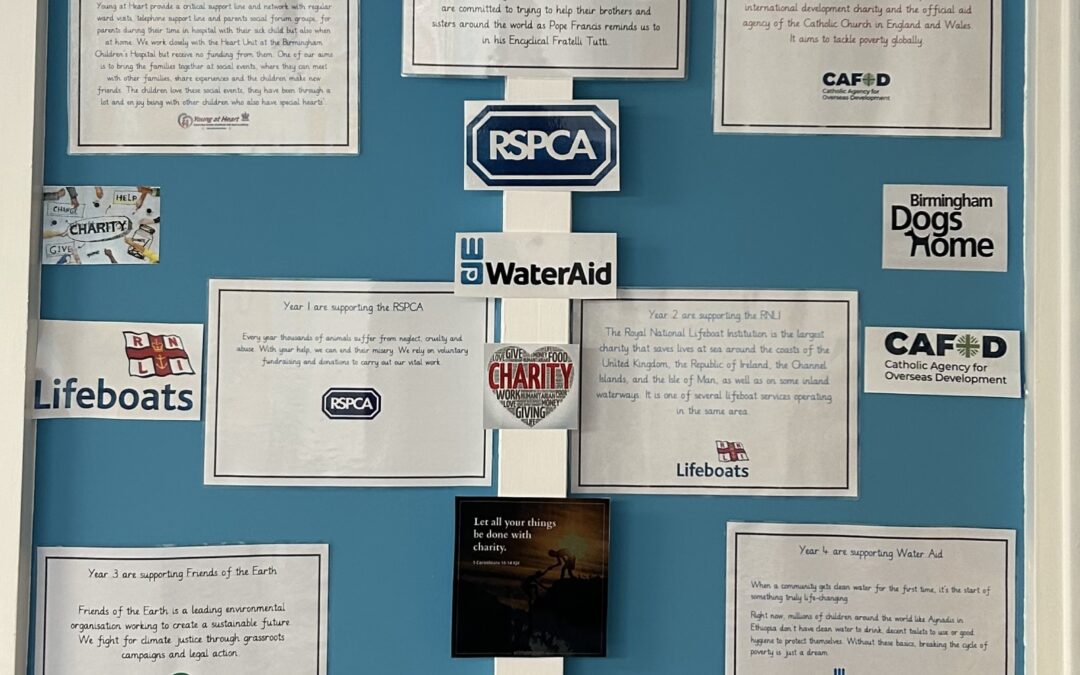 Young at Heart provide a critical support line and network with regular
ward visits, telephone support line and parents social forum groups, for
parents during their time in hospital with their sick child but also when
at home. We work closely with the Heart Unit at the Birmingham
Children's Hospital but receive no funding from them. One of our aims
is to bring the families together at social events, where they can meet
with other families, share experiences and the children make new
friends. The children love these social events, they have been through a
lot and enjoy being with other children who also have special hearts'.
Young at Heart
are committed to trying to help their brothers and
sisters around the world as Pope Francis reminds us to
in his Encyclical Fratelli Tutti.
international development charity and the official aid
agency of the Catholic Church in England and Wales.
It aims to tackle poverty globally.
CAFOD
Catholic Agency for
Overseas Development
RSPCA
HELP
CHANGE
CHARITY
GIVE
Birmingham
Dogs
Home
WaterAid
RNLI
Lifeboats
Year 1 are supporting the RSPCA
Every year thousands of animals suffer from neglect, cruelty and
abuse. With your help, we can end their misery. We rely on voluntary
fundraising and donations to carry out our vital work.
RSPCA
GIVE MONEY FOOD
LOVE
CHARITY
WORK HUMANITARIAN
LOVE MONEY
GIVING
LIFE
Year 2 are supporting the RNLI
The Royal National Lifeboat Institution is the largest
charity that saves lives at sea around the coasts of the
United Kingdom, the Republic of Ireland, the Channel
Islands, and the Isle of Man, as well as on some inland
waterways. It is one of several lifeboat services operating
in the same area.
RNLI
Lifeboats
CAFOD
Catholic Agency for
Overseas Development
Let all your things
be done with
charity.
1 Corinthians 16:14 KJV
Year 3 are supporting Friends of the Earth
Friends of the Earth is a leading environmental
organisation working to create a sustainable future.
We fight for climate justice through grassroots
campaigns and legal action.
Year 4 are supporting Water Aid
When a community gets clean water for the first time, it's the start of
something truly life-changing.
Right now, millions of children around the world like Aynadis in
Ethiopia don't have clean water to drink, decent toilets to use or good
hygiene to protect themselves. Without these basics, breaking the cycle of
poverty is just a dream.